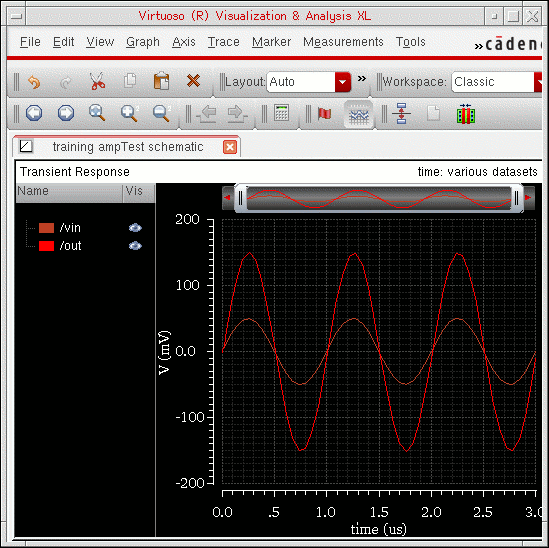 Virtuoso (R) Visualization & Analysis XL
File Edit View Graph Axis Trace Marker Measurements Tools » cādenc
Layout: Auto » Workspace: Classic
training ampTest schematic
Transient Response time: various datasets
Name Vis
/vin
/out
200
100
0.0
-100
-200
V (mV)
0.0 .5 1.0 1.5 2.0 2.5 3.0
time (us)